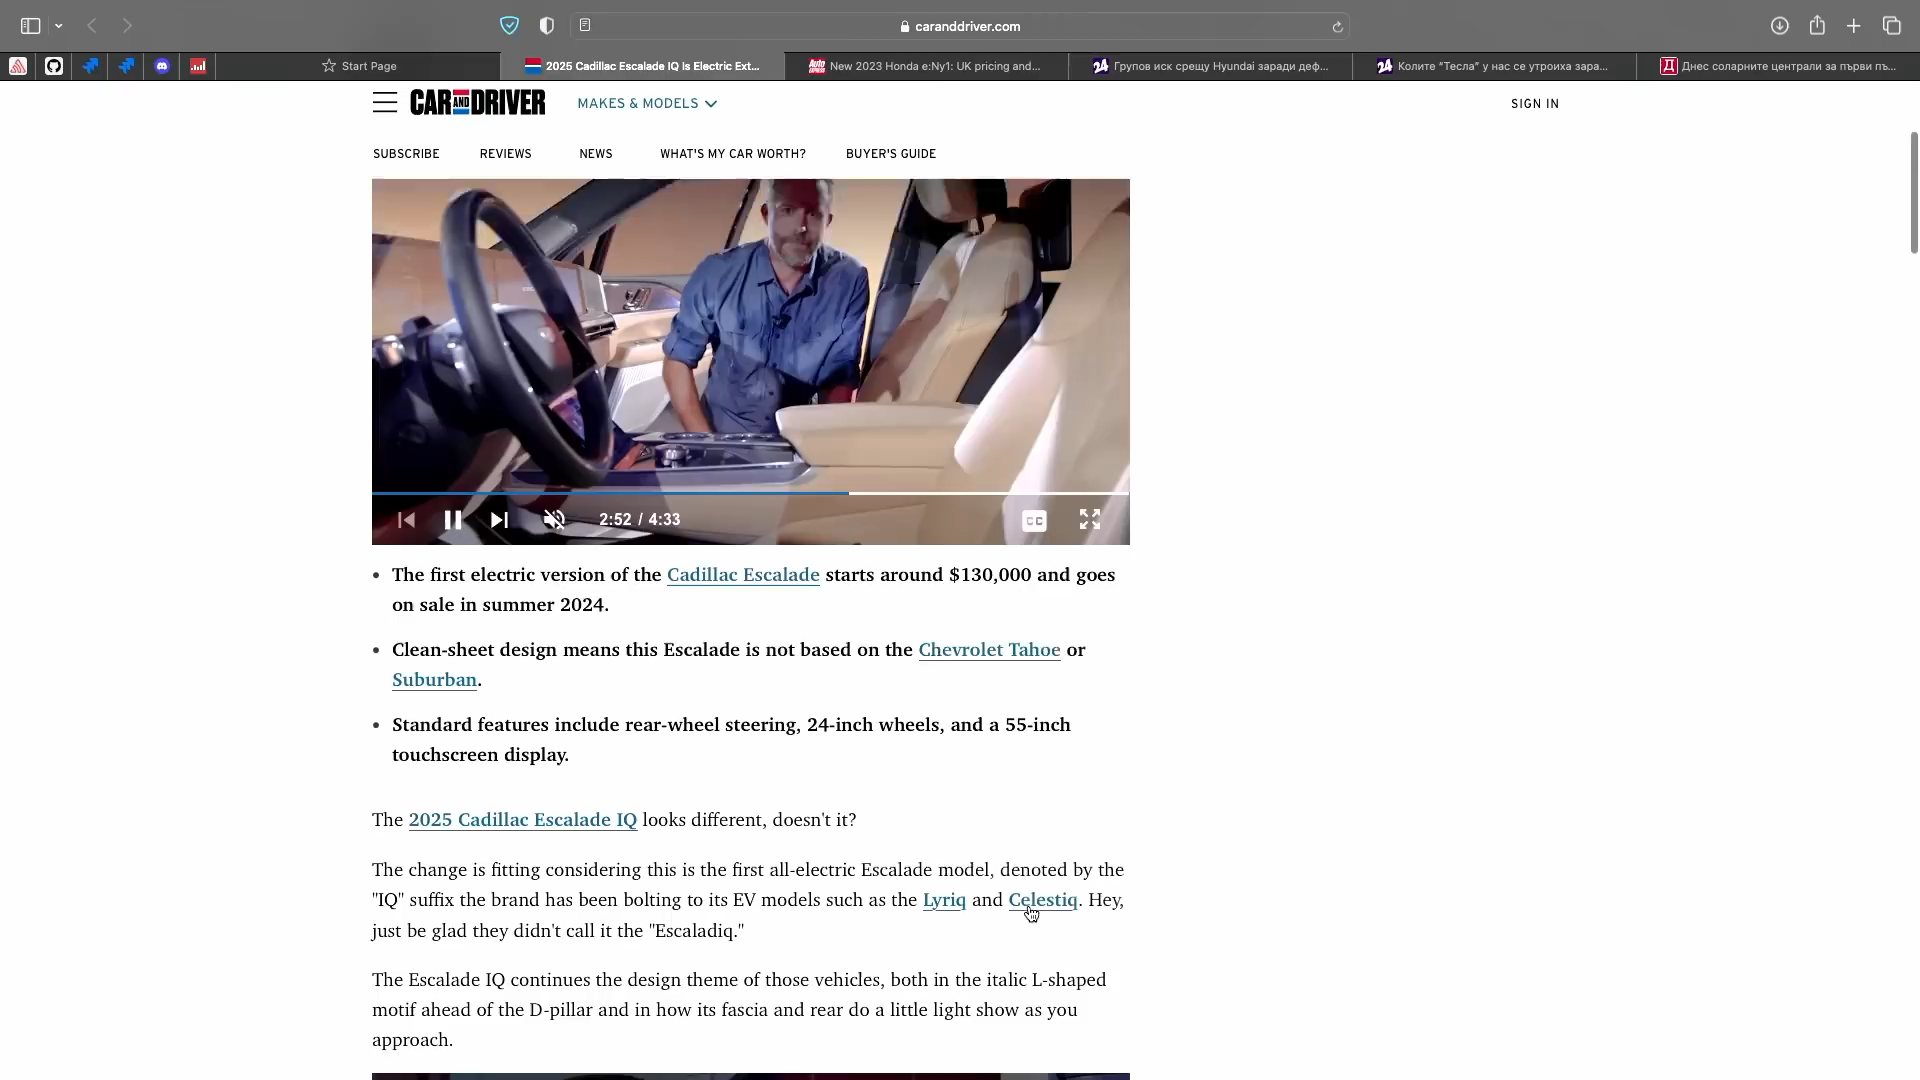 caranddriver.com
Start Page
2025 Cadillac Escalade IQ Is Electric Ext...
New 2023 Honda e:Ny1: UK pricing and...
Групов иск срещу Hyundai заради деф...
Колите "Тесла" у нас се утроиха зара...
Днес соларните централи за първи пъ...
CAR AND DRIVER
MAKES & MODELS
SIGN IN
SUBSCRIBE
REVIEWS
NEWS
WHAT'S MY CAR WORTH?
BUYER'S GUIDE
2:52 / 4:33
CC
• The first electric version of the Cadillac Escalade starts around $130,000 and goes
on sale in summer 2024.
• Clean-sheet design means this Escalade is not based on the Chevrolet Tahoe or
Suburban.
• Standard features include rear-wheel steering, 24-inch wheels, and a 55-inch
touchscreen display.
The 2025 Cadillac Escalade IQ looks different, doesn't it?
The change is fitting considering this is the first all-electric Escalade model, denoted by the
"IQ" suffix the brand has been bolting to its EV models such as the Lyriq and Celestiq. Hey,
just be glad they didn't call it the "Escaladiq."
The Escalade IQ continues the design theme of those vehicles, both in the italic L-shaped
motif ahead of the D-pillar and in how its fascia and rear do a little light show as you
approach.